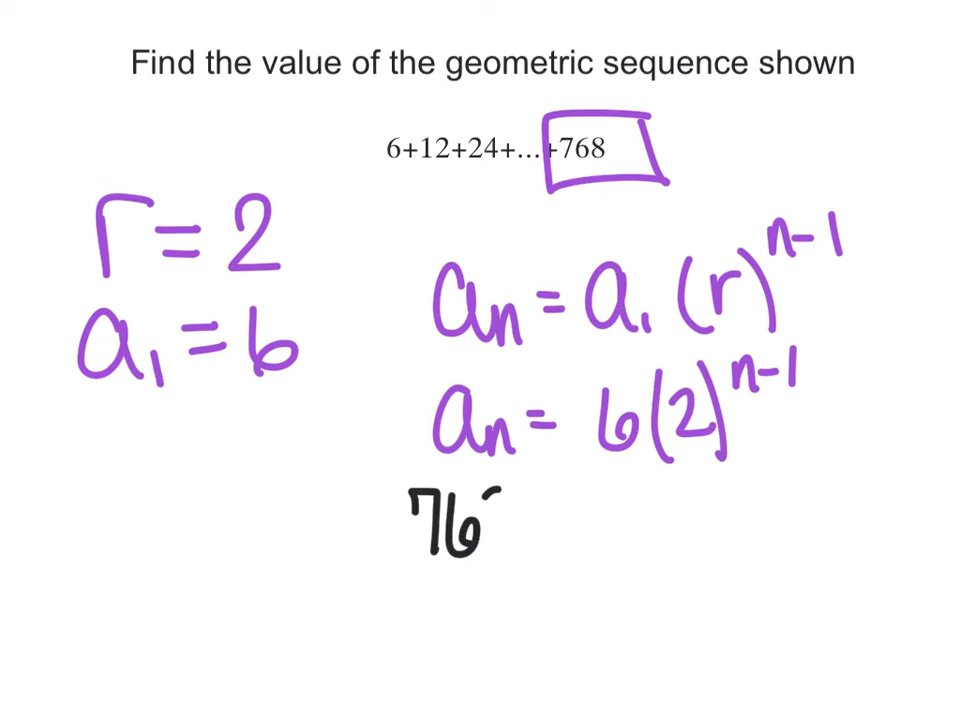 Find the value of the geometric sequence shown
6+12+24+...+768
r = 2
a₁ = 6
aₙ = a₁ (r)ⁿ⁻¹
aₙ = 6(2)ⁿ⁻¹
76